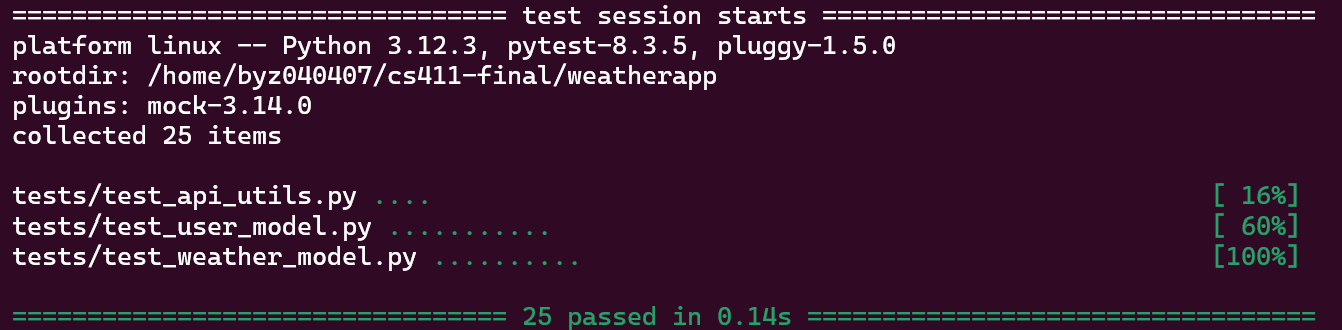 ================================= test session starts =================================
platform linux -- Python 3.12.3, pytest-8.3.5, pluggy-1.5.0
rootdir: /home/byz040407/cs411-final/weatherapp
plugins: mock-3.14.0
collected 25 items
tests/test_api_utils.py .... [ 16%]
tests/test_user_model.py ........... [ 60%]
tests/test_weather_model.py .......... [100%]
================================= 25 passed in 0.14s ==================================